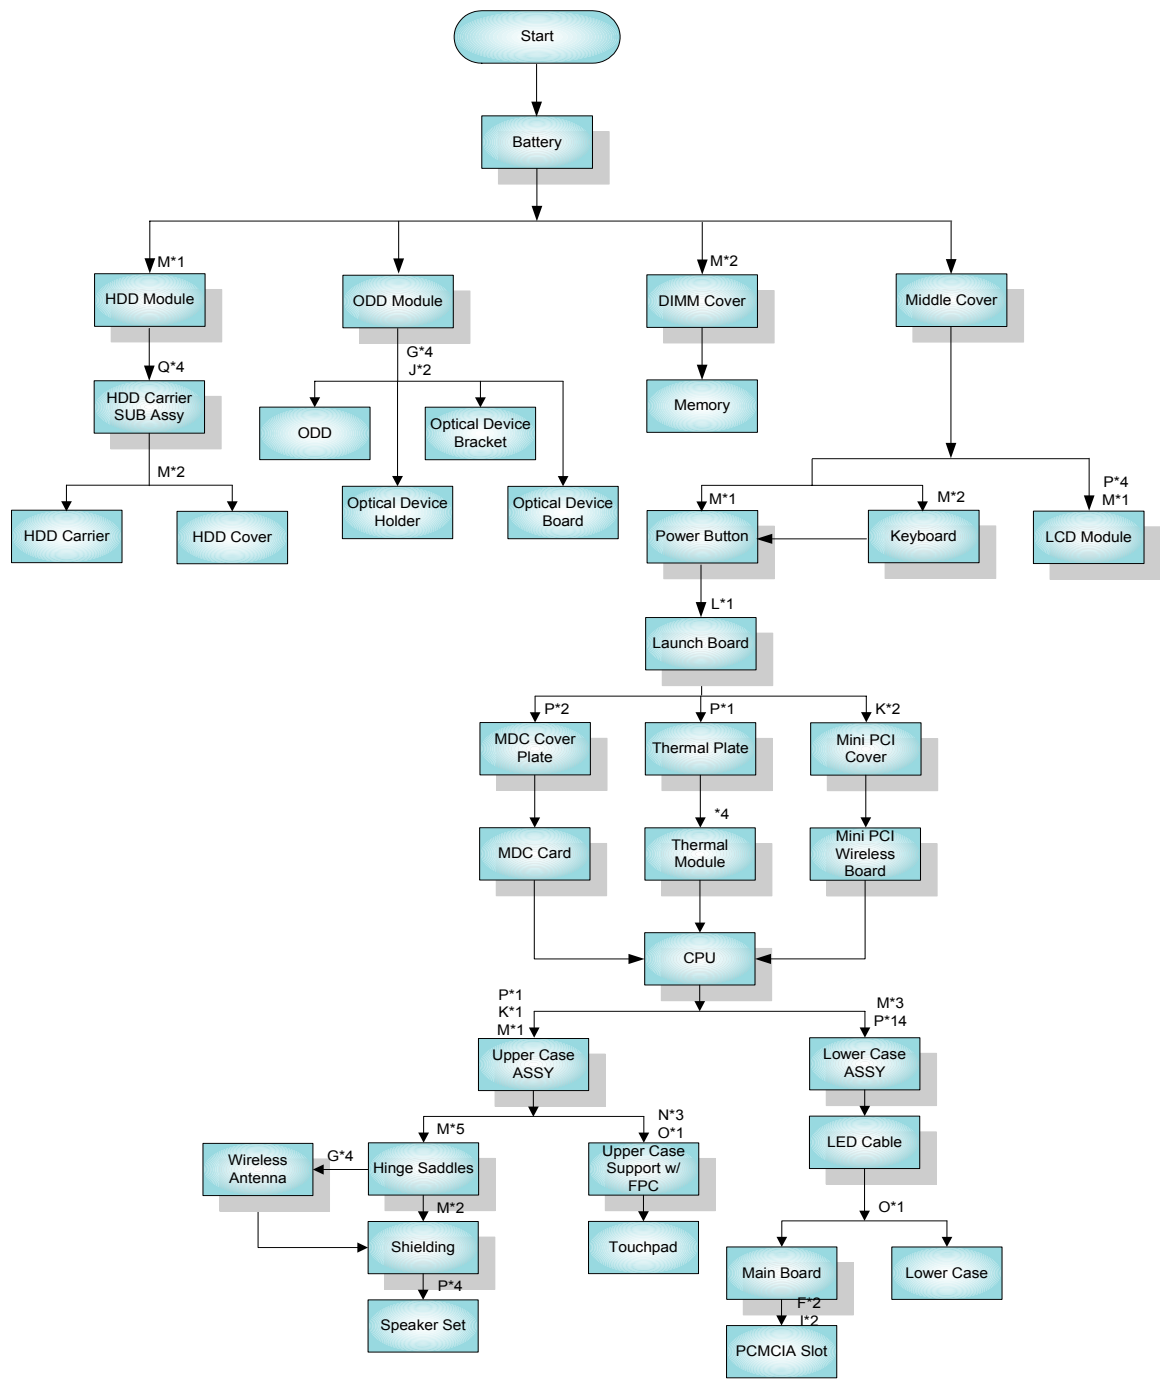 Start
Battery
M*1
HDD Module
ODD Module
M*2
DIMM Cover
Middle Cover
Q*4
HDD Carrier
SUB Assy
G*4
J*2
ODD
Optical Device
Bracket
Memory
M*2
HDD Carrier
HDD Cover
Optical Device
Holder
Optical Device
Board
M*1
Power Button
M*2
Keyboard
P*4
M*1
LCD Module
L*1
Launch Board
P*2
MDC Cover
Plate
P*1
Thermal Plate
K*2
Mini PCI
Cover
MDC Card
*4
Thermal
Module
Mini PCI
Wireless
Board
CPU
P*1
K*1
M*1
Upper Case
ASSY
M*3
P*14
Lower Case
ASSY
M*5
Hinge Saddles
G*4
Wireless
Antenna
N*3
O*1
Upper Case
Support w/
FPC
LED Cable
M*2
Shielding
Touchpad
O*1
Main Board
Lower Case
P*4
Speaker Set
F*2
I*2
PCMCIA Slot